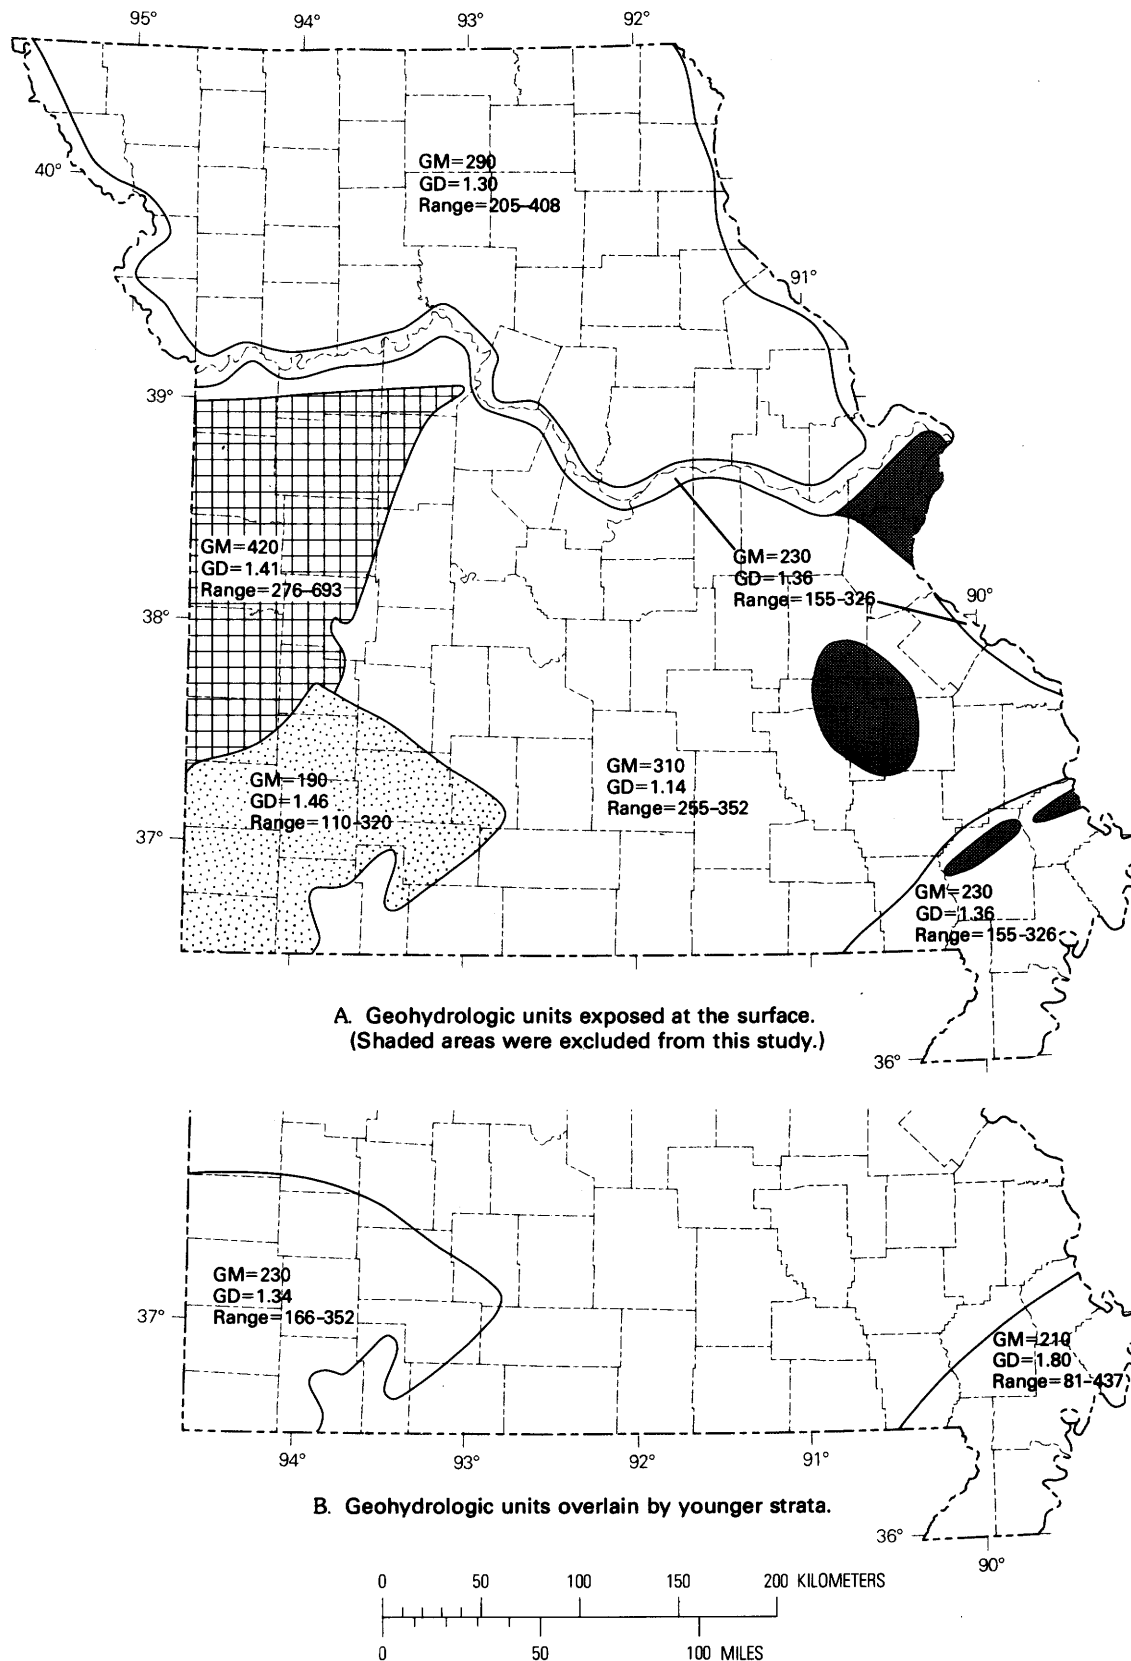 95° 94° 93° 92°
GM=290
GD=1.30
Range=205–408
40°
91°
39°
GM=420
GD=1.41
Range=276–693
GM=230
GD=1.36
Range=155–326
90°
38°
GM=310
GD=1.14
Range=255–352
GM=190
GD=1.46
Range=110–320
37°
GM=230
GD=1.36
Range=155–326
A. Geohydrologic units exposed at the surface.
(Shaded areas were excluded from this study.)
36°
GM=230
GD=1.34
Range=166–352
37°
GM=210
GD=1.80
Range=81–437
94° 93° 92° 91°
B. Geohydrologic units overlain by younger strata.
36°
90°
0 50 100 150 200 KILOMETERS
0 50 100 MILES